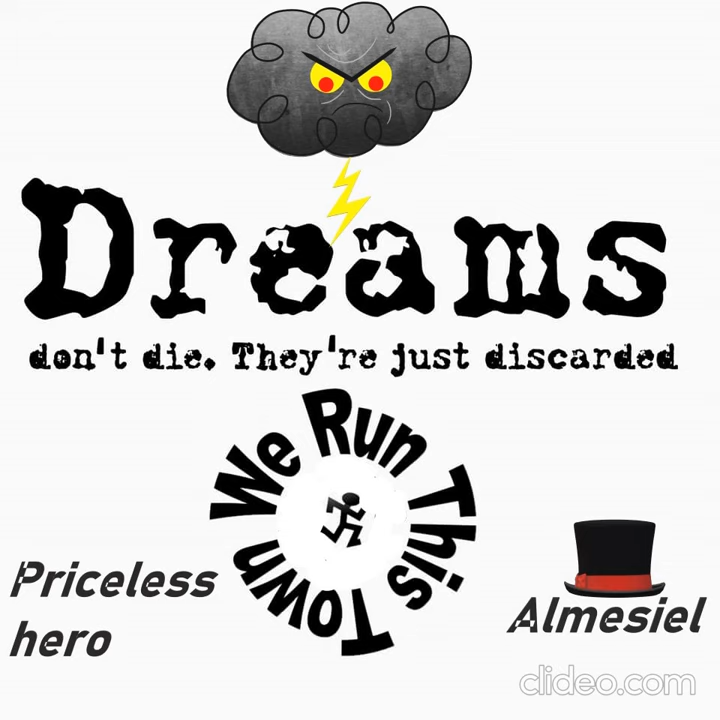 Dreams
don't die. They're just discarded
We Run This Town
Priceless
hero
Almesiel
clideo.com